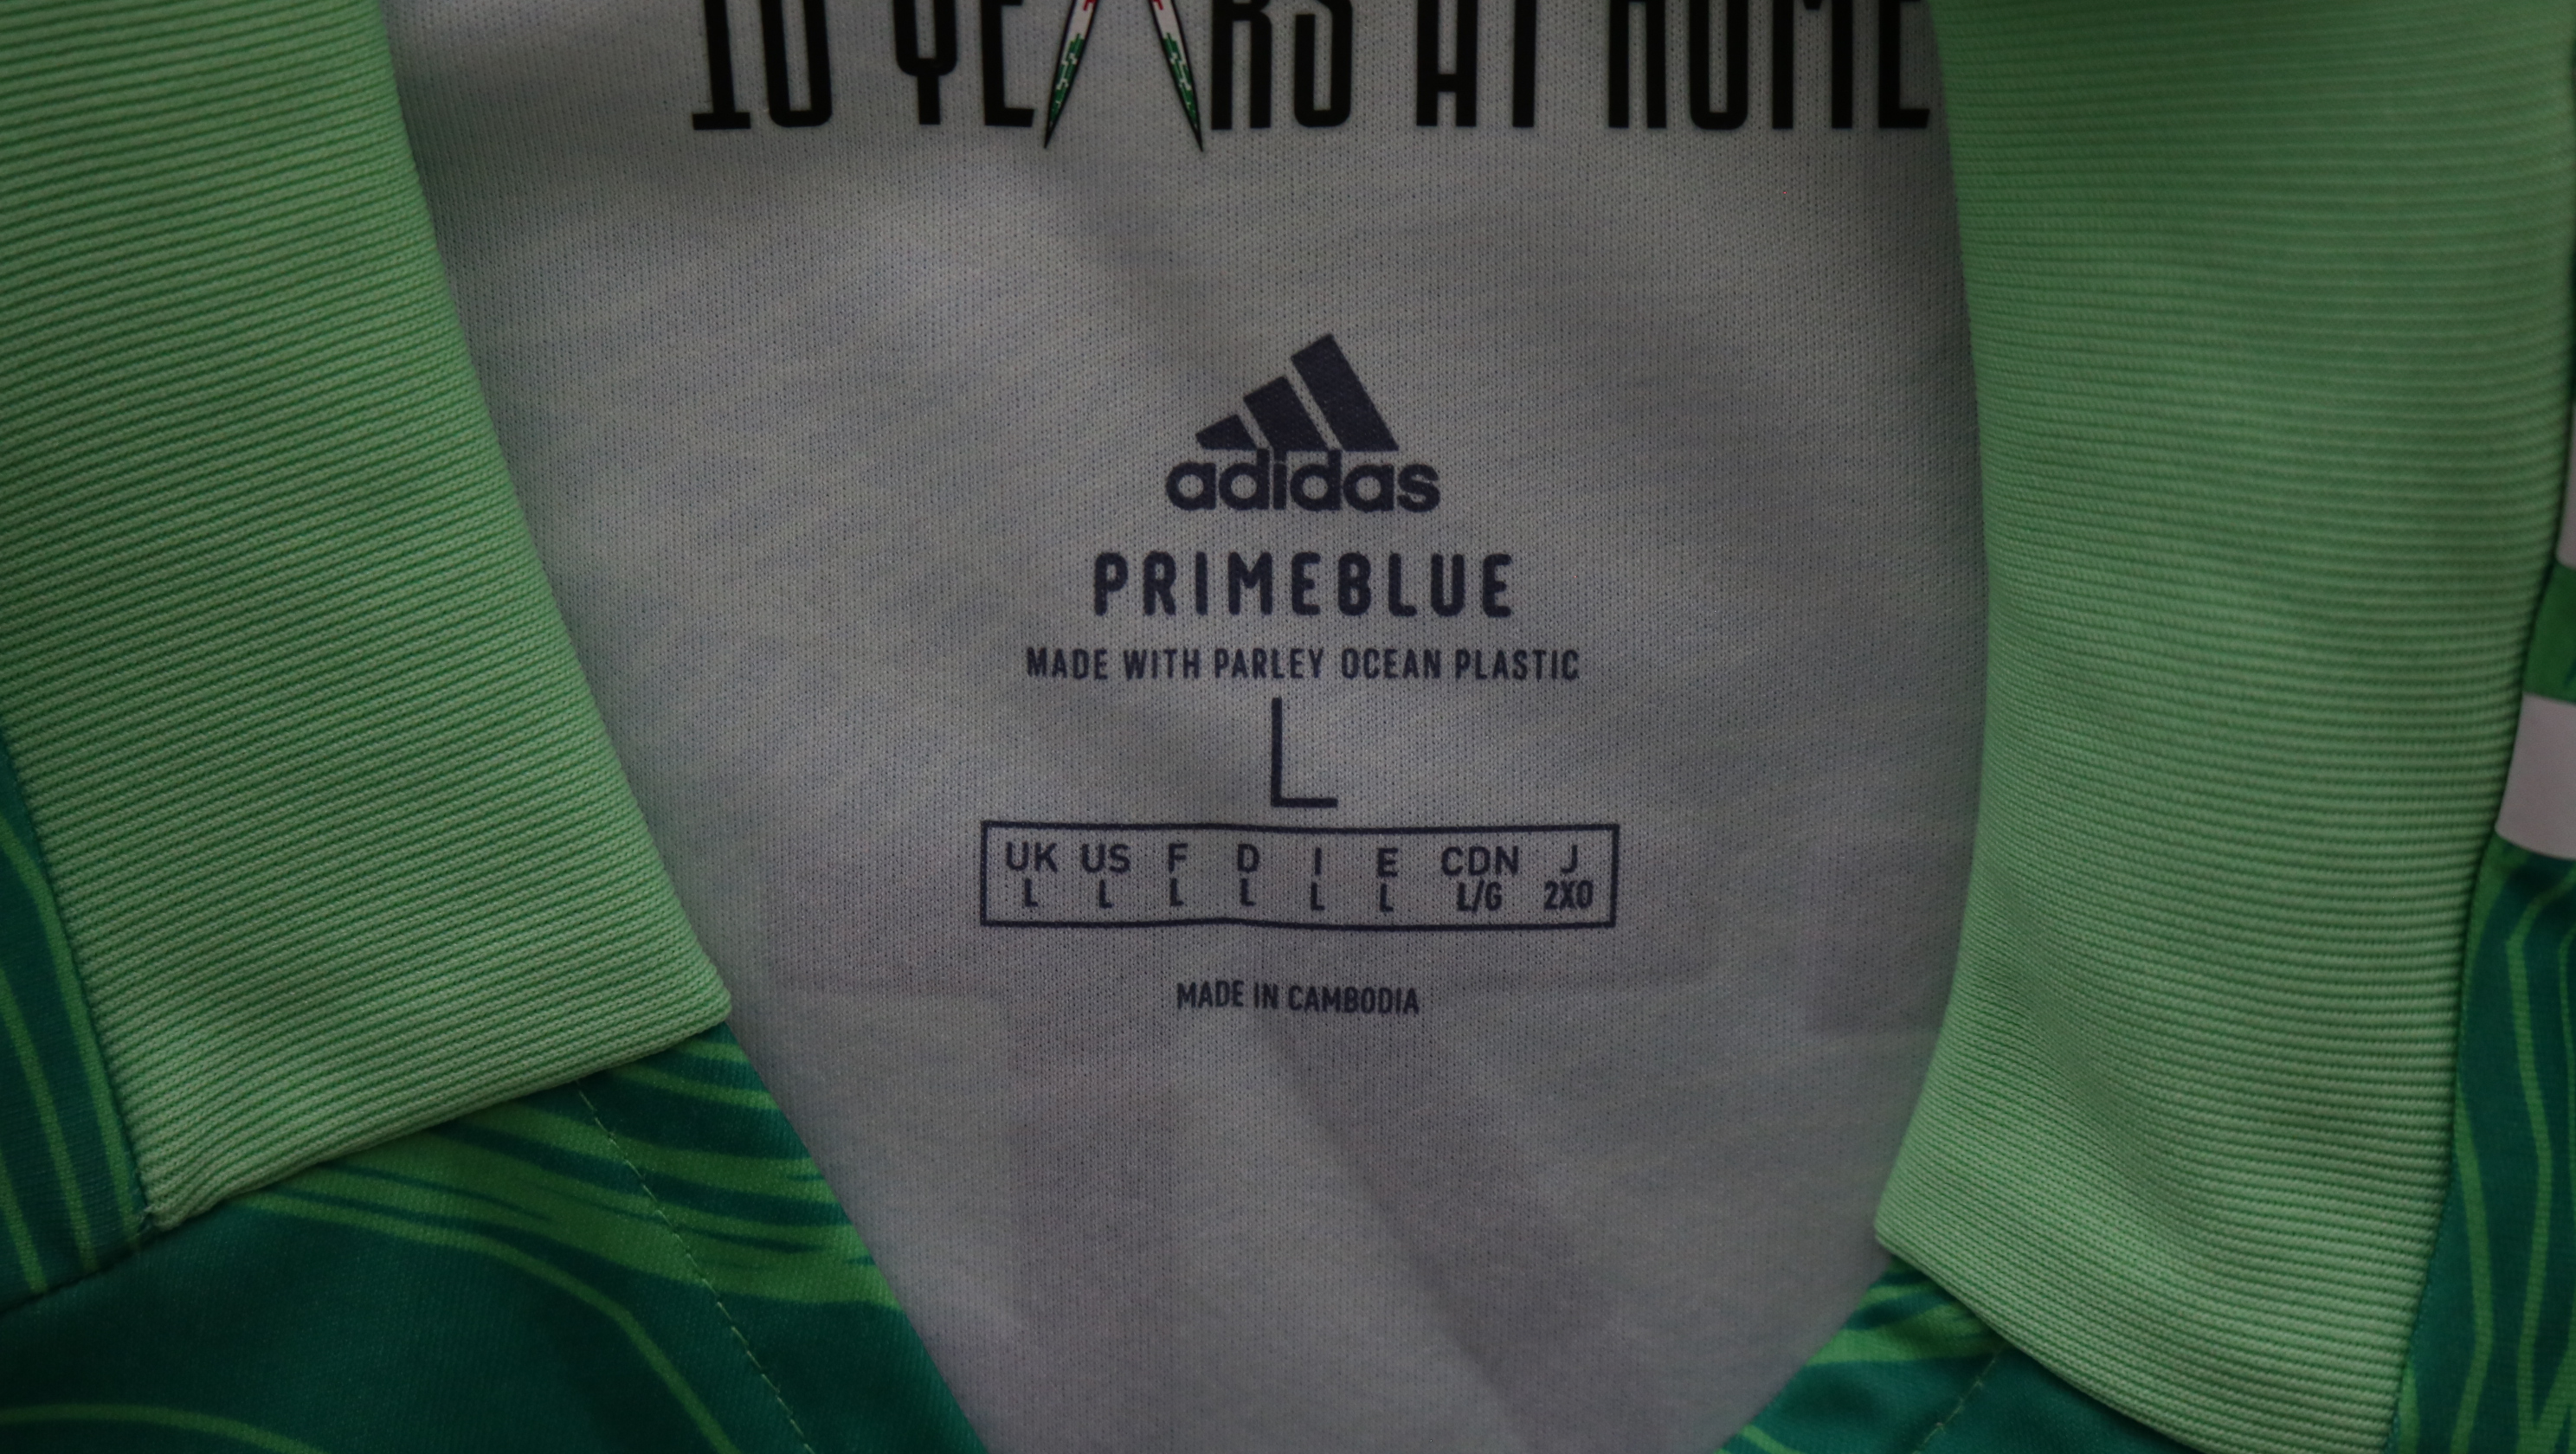 10 YEARS AT HOME
adidas
PRIMEBLUE
MADE WITH PARLEY OCEAN PLASTIC
L
UK US F D I E CDN J
L L L L L L L/G 2XO
MADE IN CAMBODIA